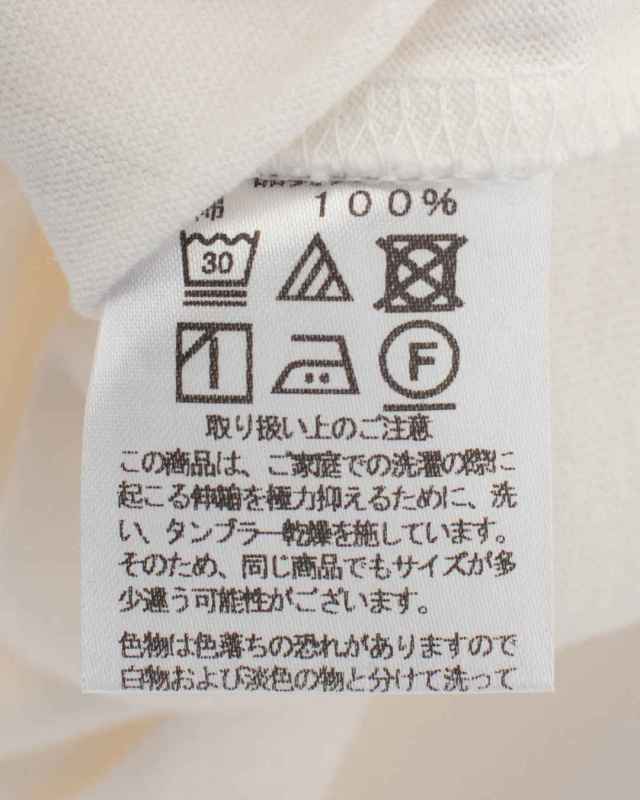 綿 100%
30
F
取り扱い上のご注意
この商品は、ご家庭での洗濯の際に
起こる伸縮を極力抑えるために、洗
い、タンブラー乾燥を施しています。
そのため、同じ商品でもサイズが多
少違う可能性がございます。
色物は色落ちの恐れがありますので
白物および淡色の物と分けて洗って